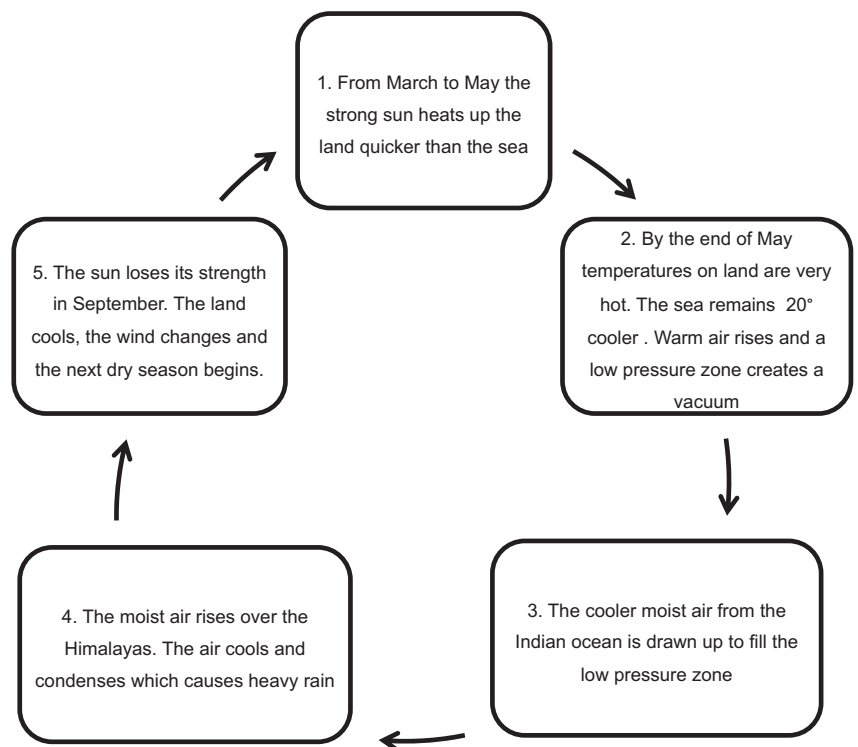 1. From March to May the
strong sun heats up the
land quicker than the sea
2. By the end of May
temperatures on land are very
hot. The sea remains  20°
cooler . Warm air rises and a
low pressure zone creates a
vacuum
3. The cooler moist air from the
Indian ocean is drawn up to fill the
low pressure zone
4. The moist air rises over the
Himalayas. The air cools and
condenses which causes heavy rain
5. The sun loses its strength
in September. The land
cools, the wind changes and
the next dry season begins.